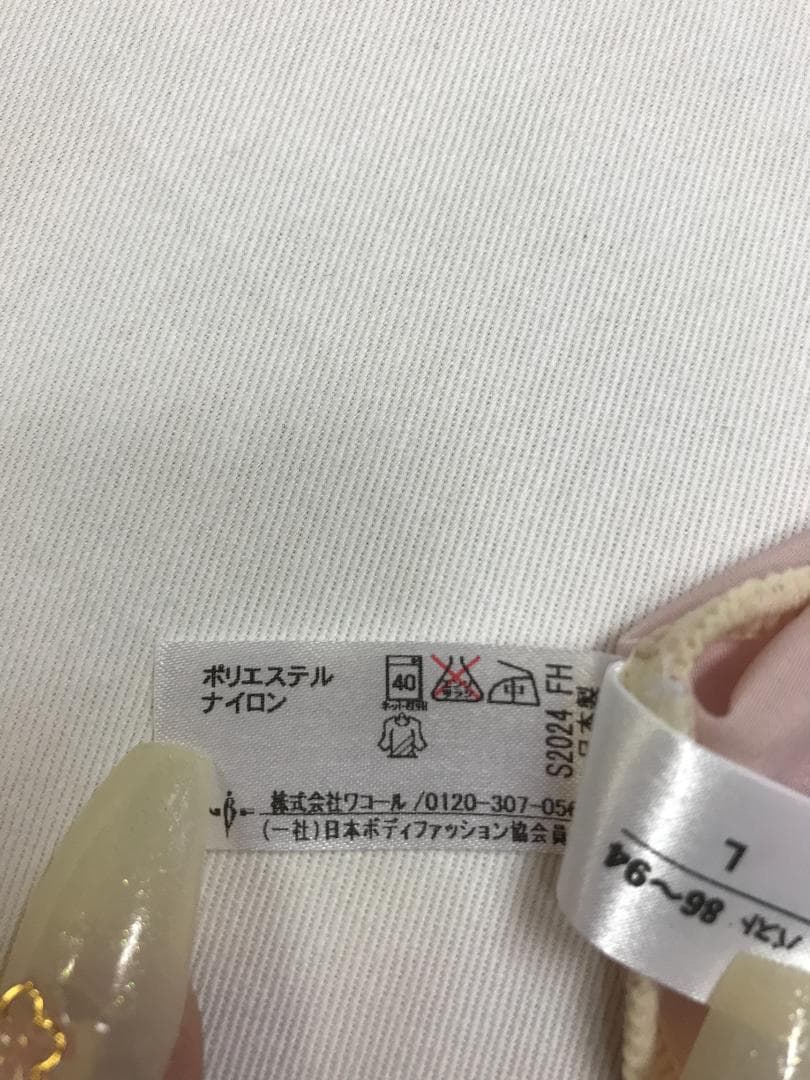 ポリエステル
ナイロン
40
ネット使用
中
S2024 FH
日本製
株式会社ワコール/0120-307-056
(一社)日本ボディファッション協会員
L
バスト 86～94